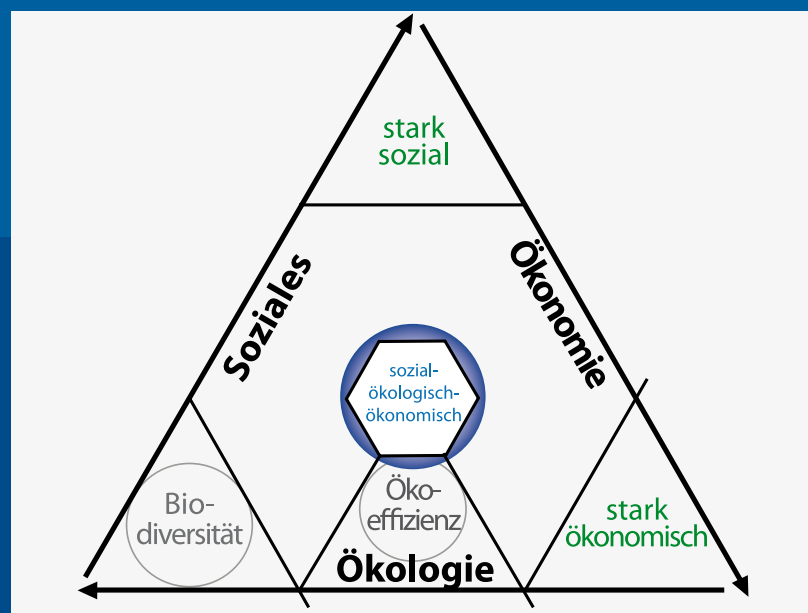 stark
sozial
Soziales
Ökonomie
sozial-
ökologisch-
ökonomisch
Bio-
diversität
Öko-
effizienz
stark
ökonomisch
Ökologie